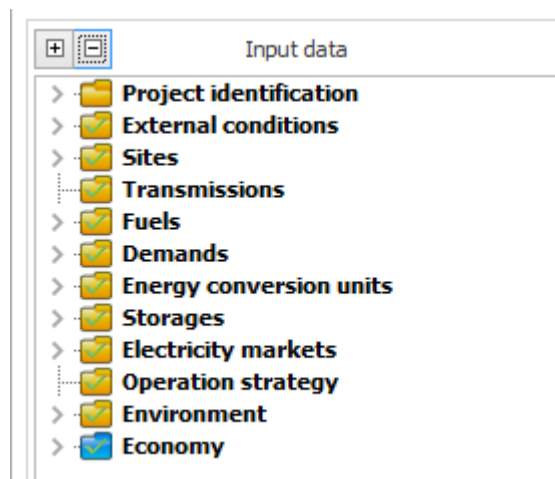 Input data
Project identification
External conditions
Sites
Transmissions
Fuels
Demands
Energy conversion units
Storages
Electricity markets
Operation strategy
Environment
Economy